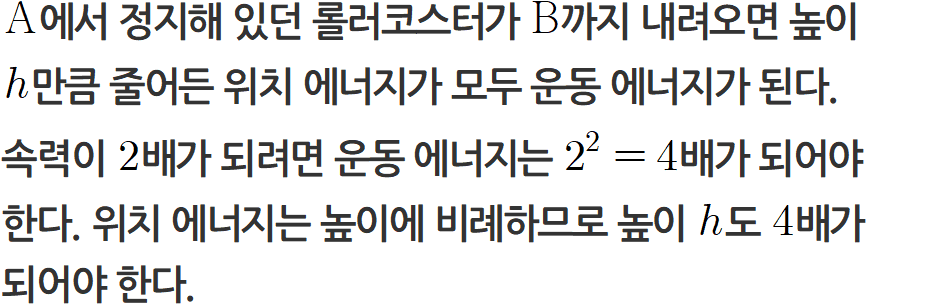 A에서 정지해 있던 롤러코스터가 B까지 내려오면 높이
h만큼 줄어든 위치 에너지가 모두 운동 에너지가 된다.
속력이 2배가 되려면 운동 에너지는 2² = 4배가 되어야
한다. 위치 에너지는 높이에 비례하므로 높이 h도 4배가
되어야 한다.